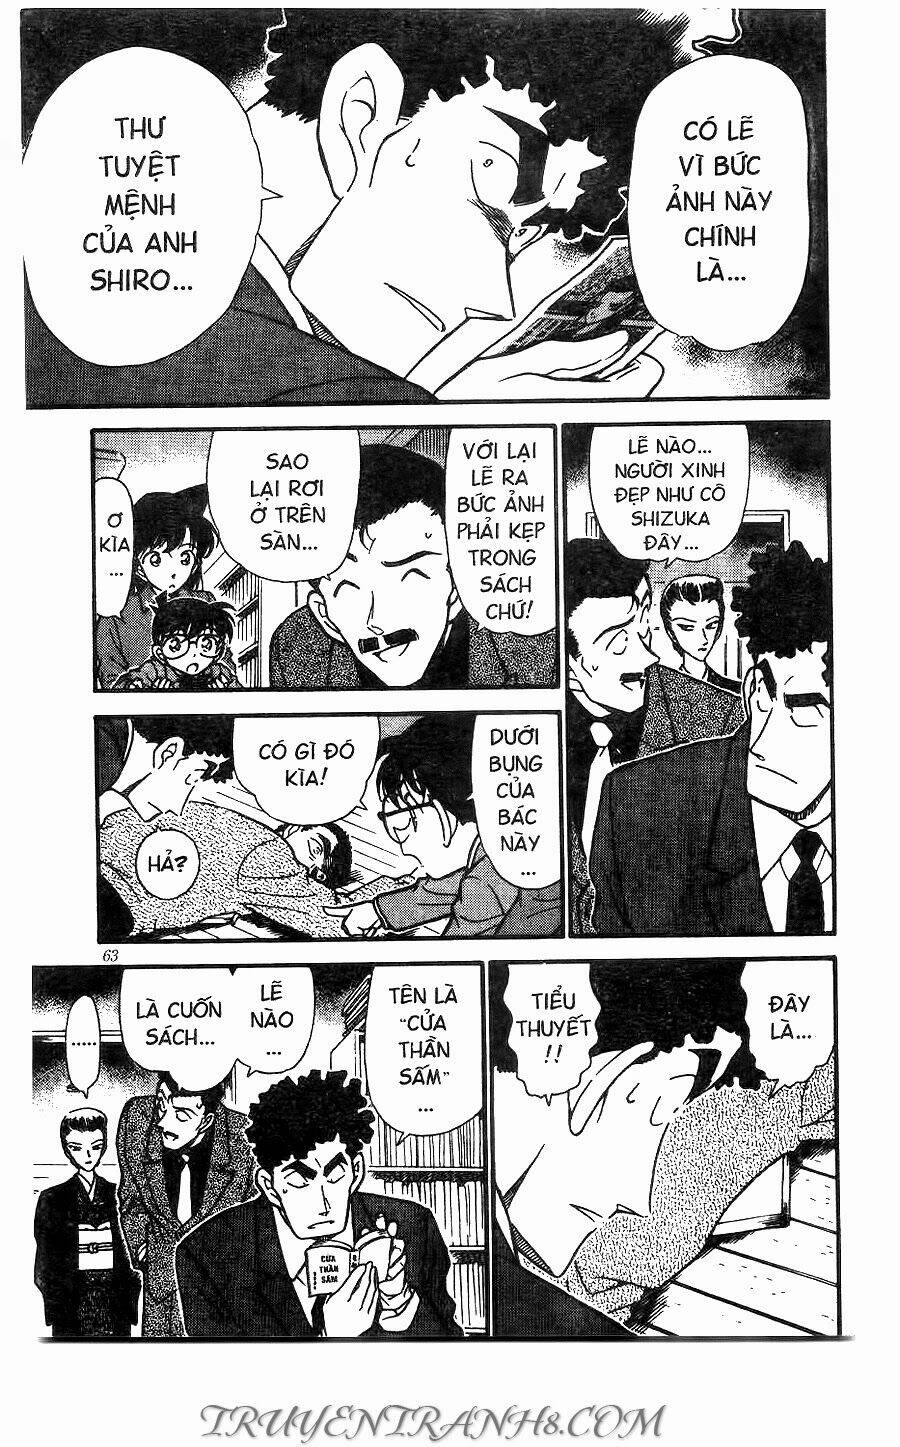 CÓ LẼ
VÌ BỨC
ẢNH NÀY
CHÍNH
LÀ...
THƯ
TUYỆT
MỆNH
CỦA ANH
SHIRO...
LẼ NÀO...
NGƯỜI XINH
ĐẸP NHƯ CÔ
SHIZUKA
ĐÂY...
VỚI LẠI
LẼ RA
BỨC ẢNH
PHẢI KẸP
TRONG
SÁCH
CHỨ!
SAO
LẠI RƠI
Ở TRÊN
SÀN...
Ơ
KÌA
...
DƯỚI
BỤNG
CỦA
BÁC
NÀY
...
CÓ GÌ ĐÓ
KÌA!
HẢ?
63
ĐÂY
LÀ...
TIỂU
THUYẾT
!!
TÊN LÀ
"CỬA
THẦN
SẤM"
...
LẼ
NÀO
...
LÀ CUỐN
SÁCH...
......
CỬA
THẦN
SẤM
TRUYENTRANH8.COM